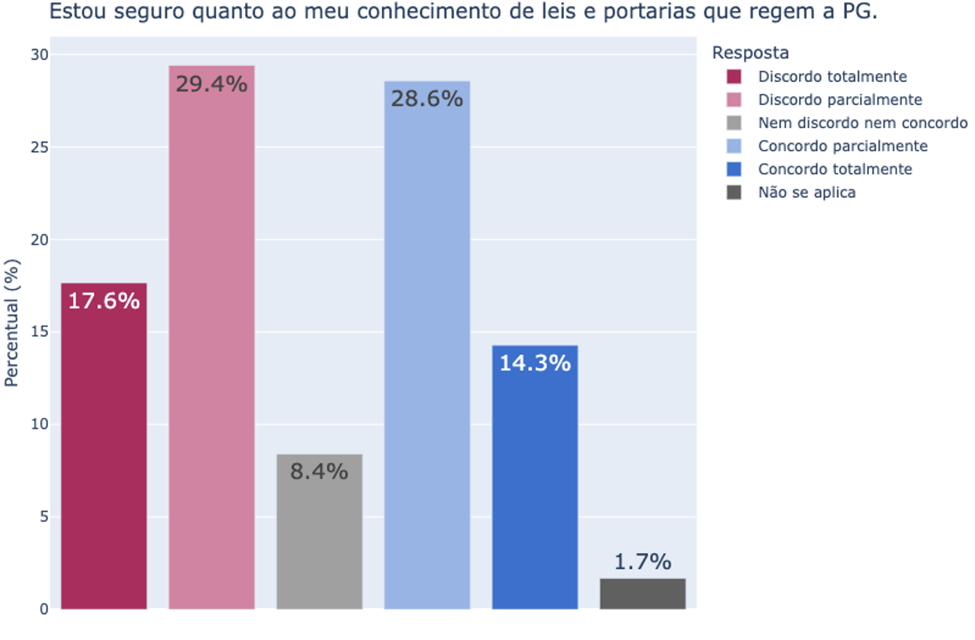 Estou seguro quanto ao meu conhecimento de leis e portarias que regem a PG.
Percentual (%)
30
25
20
15
10
5
0
17.6%
29.4%
8.4%
28.6%
14.3%
1.7%
Resposta
Discordo totalmente
Discordo parcialmente
Nem discordo nem concordo
Concordo parcialmente
Concordo totalmente
Não se aplica